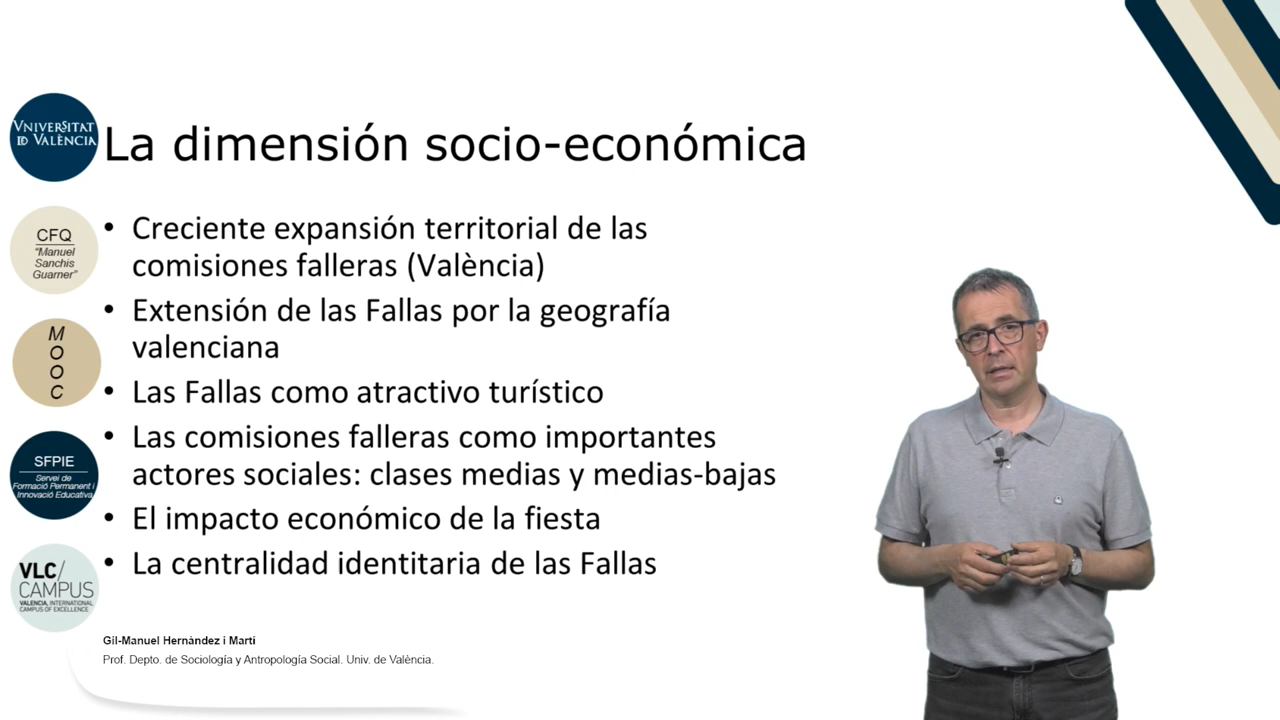 VNIVERSITAT
ID VALÈNCIA
La dimensión socio-económica
CFQ
"Manuel
Sanchis
Guarner"
M
O
O
C
SFPIE
Servei de
Formació Permanent i
Innovació Educativa
VLC/
CAMPUS
VALENCIA, INTERNATIONAL
CAMPUS OF EXCELLENCE
• Creciente expansión territorial de las
comisiones falleras (València)
• Extensión de las Fallas por la geografía
valenciana
• Las Fallas como atractivo turístico
• Las comisiones falleras como importantes
actores sociales: clases medias y medias-bajas
• El impacto económico de la fiesta
• La centralidad identitaria de las Fallas
Gil-Manuel Hernàndez i Martí
Prof. Depto. de Sociología y Antropología Social. Univ. de València.